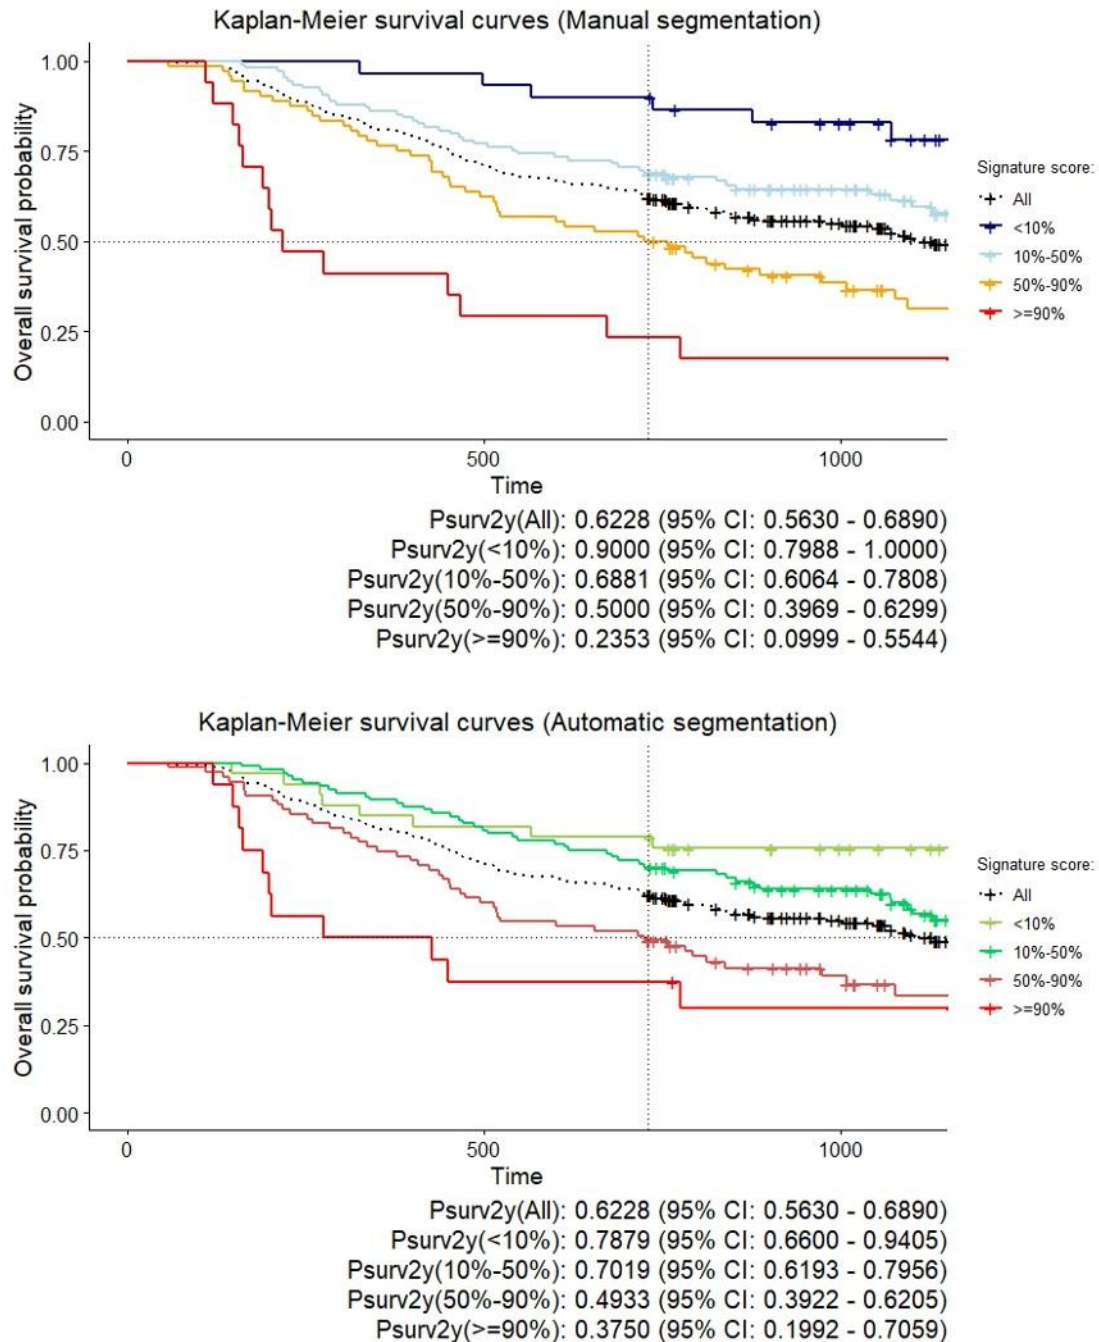 Kaplan-Meier survival curves (Manual segmentation)
Overall survival probability
1.00
0.75
0.50
0.25
0.00
0
500
1000
Time
Signature score:
All
<10%
10%-50%
50%-90%
>=90%
Psurv2y(All): 0.6228 (95% CI: 0.5630 - 0.6890)
Psurv2y(<10%): 0.9000 (95% CI: 0.7988 - 1.0000)
Psurv2y(10%-50%): 0.6881 (95% CI: 0.6064 - 0.7808)
Psurv2y(50%-90%): 0.5000 (95% CI: 0.3969 - 0.6299)
Psurv2y(>=90%): 0.2353 (95% CI: 0.0999 - 0.5544)
Kaplan-Meier survival curves (Automatic segmentation)
Overall survival probability
1.00
0.75
0.50
0.25
0.00
0
500
1000
Time
Signature score:
All
<10%
10%-50%
50%-90%
>=90%
Psurv2y(All): 0.6228 (95% CI: 0.5630 - 0.6890)
Psurv2y(<10%): 0.7879 (95% CI: 0.6600 - 0.9405)
Psurv2y(10%-50%): 0.7019 (95% CI: 0.6193 - 0.7956)
Psurv2y(50%-90%): 0.4933 (95% CI: 0.3922 - 0.6205)
Psurv2y(>=90%): 0.3750 (95% CI: 0.1992 - 0.7059)